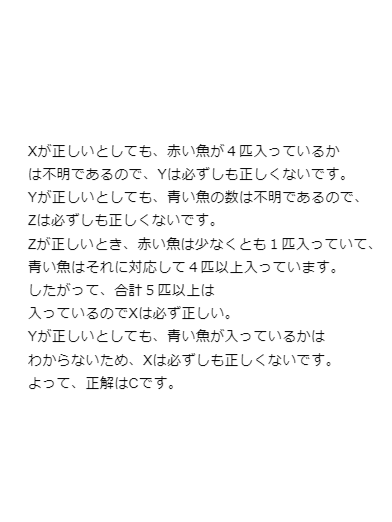 Xが正しいとしても、赤い魚が４匹入っているか
は不明であるので、Yは必ずしも正しくないです。
Yが正しいとしても、青い魚の数は不明であるので、
Zは必ずしも正しくないです。
Zが正しいとき、赤い魚は少なくとも１匹入っていて、
青い魚はそれに対応して４匹以上入っています。
したがって、合計５匹以上は
入っているのでXは必ず正しい。
Yが正しいとしても、青い魚が入っているかは
わからないため、Xは必ずしも正しくないです。
よって、正解はCです。